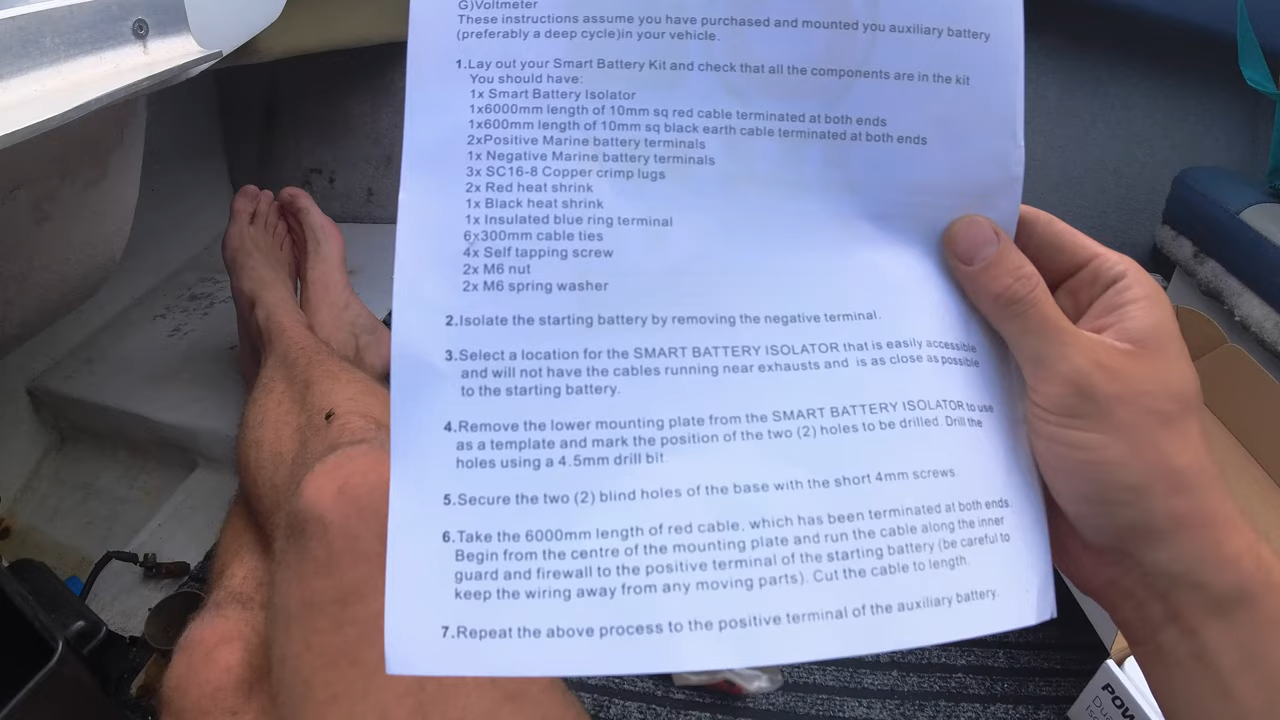 G)Voltmeter
These instructions assume you have purchased and mounted you auxiliary battery
(preferably a deep cycle)in your vehicle.
1.Lay out your Smart Battery Kit and check that all the components are in the kit
You should have:
1x Smart Battery Isolator
1x6000mm length of 10mm sq red cable terminated at both ends
1x600mm length of 10mm sq black earth cable terminated at both ends
2xPositive Marine battery terminals
1x Negative Marine battery terminals
3x SC16-8 Copper crimp lugs
2x Red heat shrink
1x Black heat shrink
1x Insulated blue ring terminal
6x300mm cable ties
4x Self tapping screw
2x M6 nut
2x M6 spring washer
2.Isolate the starting battery by removing the negative terminal.
3.Select a location for the SMART BATTERY ISOLATOR that is easily accessible
and will not have the cables running near exhausts and is as close as possible
to the starting battery.
4.Remove the lower mounting plate from the SMART BATTERY ISOLATOR to use
as a template and mark the position of the two (2) holes to be drilled. Drill the
holes using a 4.5mm drill bit.
5.Secure the two (2) blind holes of the base with the short 4mm screws.
6.Take the 6000mm length of red cable, which has been terminated at both ends.
Begin from the centre of the mounting plate and run the cable along the inner
guard and firewall to the positive terminal of the starting battery (be careful to
keep the wiring away from any moving parts). Cut the cable to length.
7.Repeat the above process to the positive terminal of the auxiliary battery.